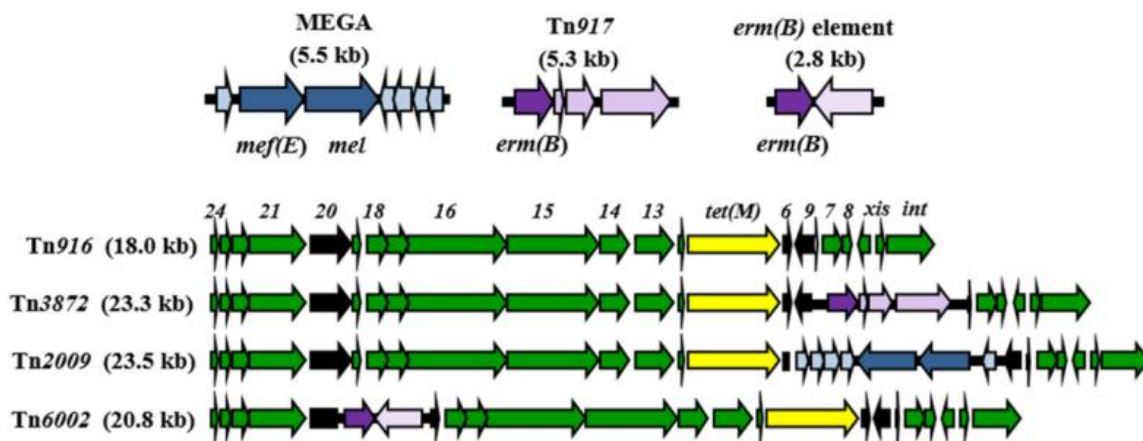 MEGA Tn917 erm(B) element
(5.5 kb) (5.3 kb) (2.8 kb)
mef(E) mel erm(B) erm(B)
24 21 20 18 16 15 14 13 tet(M) 6 9 7 8 xis int
Tn916 (18.0 kb)
Tn3872 (23.3 kb)
Tn2009 (23.5 kb)
Tn6002 (20.8 kb)